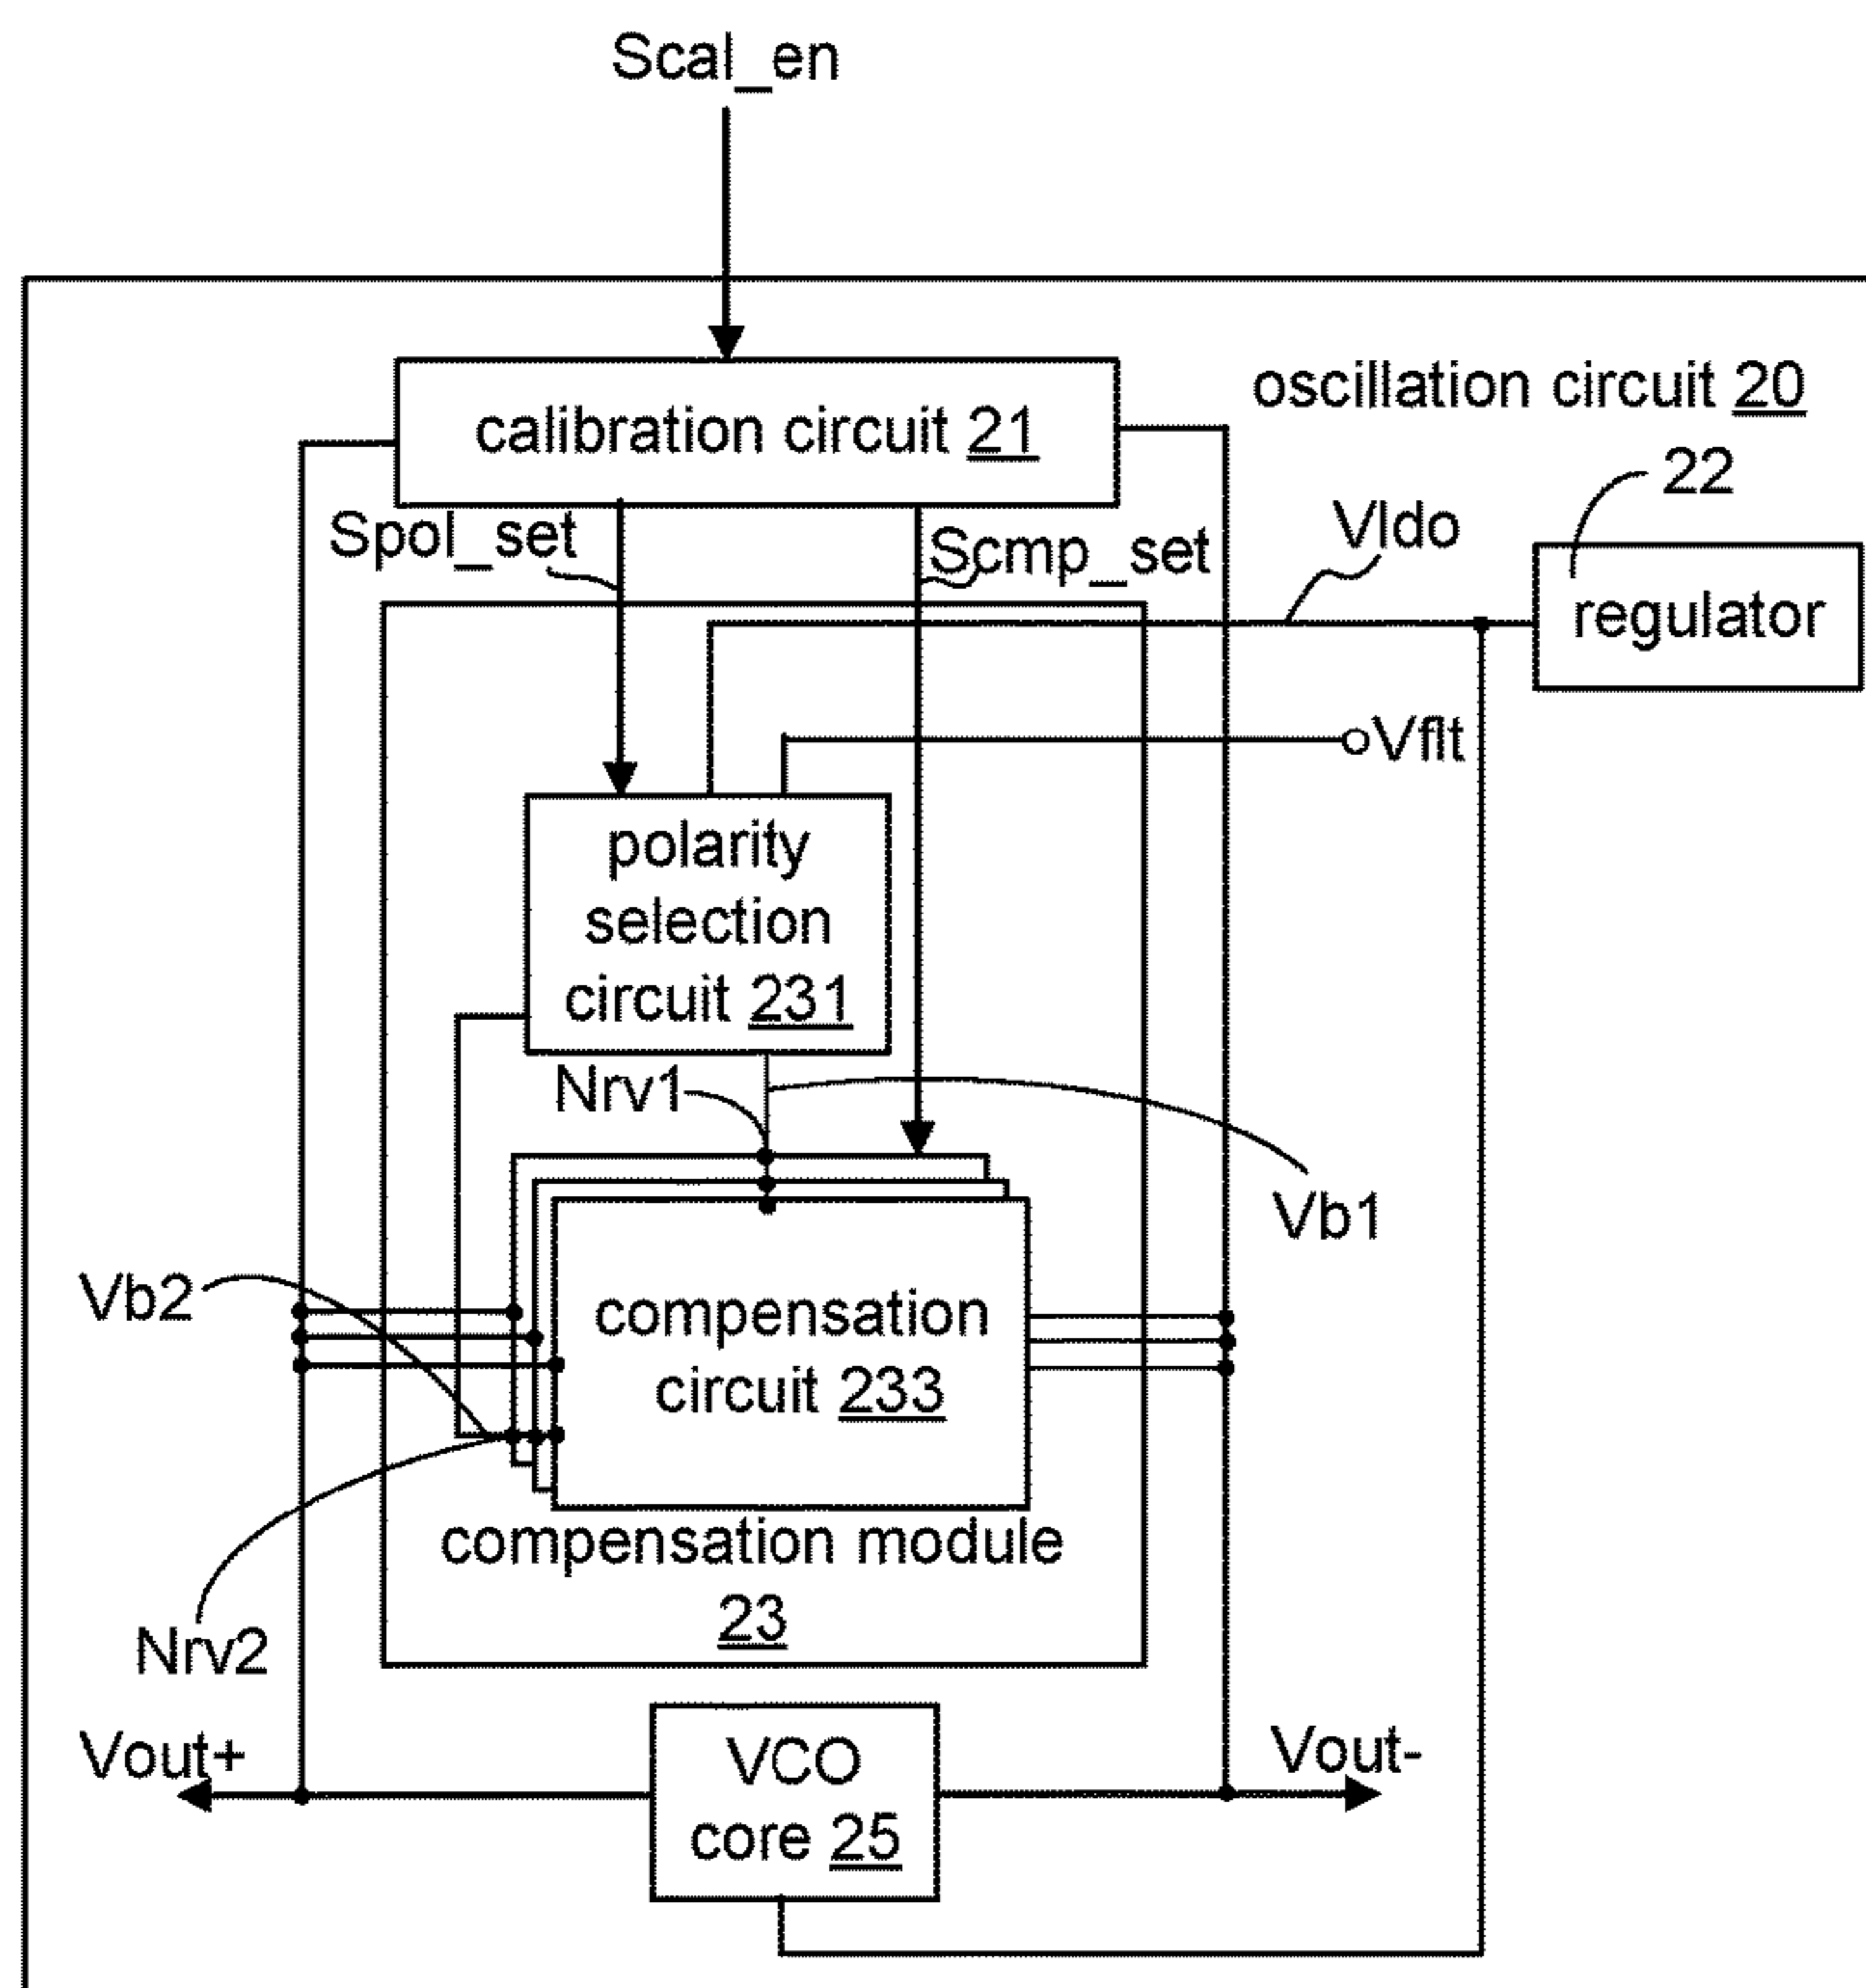 Scal_en
calibration circuit 21
oscillation circuit 20
22
Spol_set
Scmp_set
Vldo
regulator
Vflt
polarity
selection
circuit 231
Nrv1
Vb1
Vb2
compensation
circuit 233
compensation module
23
Nrv2
Vout+
VCO
core 25
Vout-